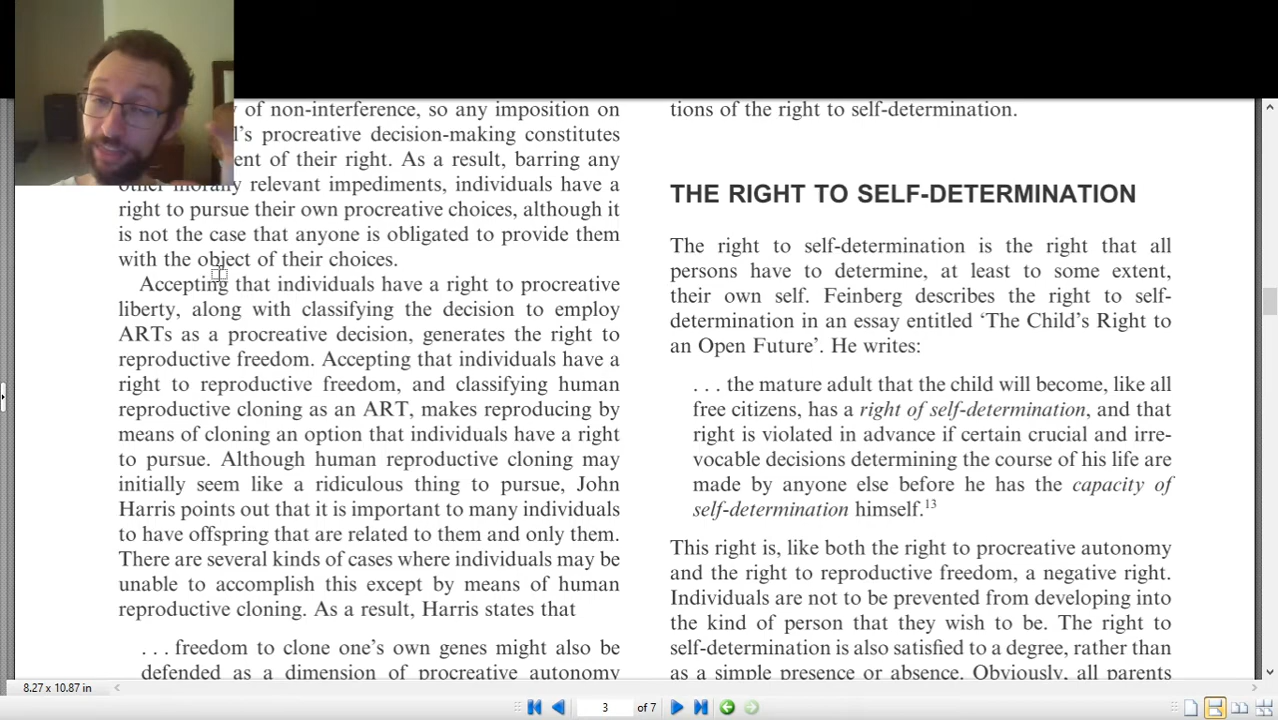 of non-interference, so any imposition on
procreative decision-making constitutes
of their right. As a result, barring any
other morally relevant impediments, individuals have a
right to pursue their own procreative choices, although it
is not the case that anyone is obligated to provide them
with the object of their choices.
Accepting that individuals have a right to procreative
liberty, along with classifying the decision to employ
ARTs as a procreative decision, generates the right to
reproductive freedom. Accepting that individuals have a
right to reproductive freedom, and classifying human
reproductive cloning as an ART, makes reproducing by
means of cloning an option that individuals have a right
to pursue. Although human reproductive cloning may
initially seem like a ridiculous thing to pursue, John
Harris points out that it is important to many individuals
to have offspring that are related to them and only them.
There are several kinds of cases where individuals may be
unable to accomplish this except by means of human
reproductive cloning. As a result, Harris states that
. . . freedom to clone one's own genes might also be
defended as a dimension of procreative autonomy
tions of the right to self-determination.
THE RIGHT TO SELF-DETERMINATION
The right to self-determination is the right that all
persons have to determine, at least to some extent,
their own self. Feinberg describes the right to self-
determination in an essay entitled 'The Child's Right to
an Open Future'. He writes:
. . . the mature adult that the child will become, like all
free citizens, has a right of self-determination, and that
right is violated in advance if certain crucial and irre-
vocable decisions determining the course of his life are
made by anyone else before he has the capacity of
self-determination himself.13
This right is, like both the right to procreative autonomy
and the right to reproductive freedom, a negative right.
Individuals are not to be prevented from developing into
the kind of person that they wish to be. The right to
self-determination is also satisfied to a degree, rather than
as a simple presence or absence. Obviously, all parents
8.27 x 10.87 in
3
of 7